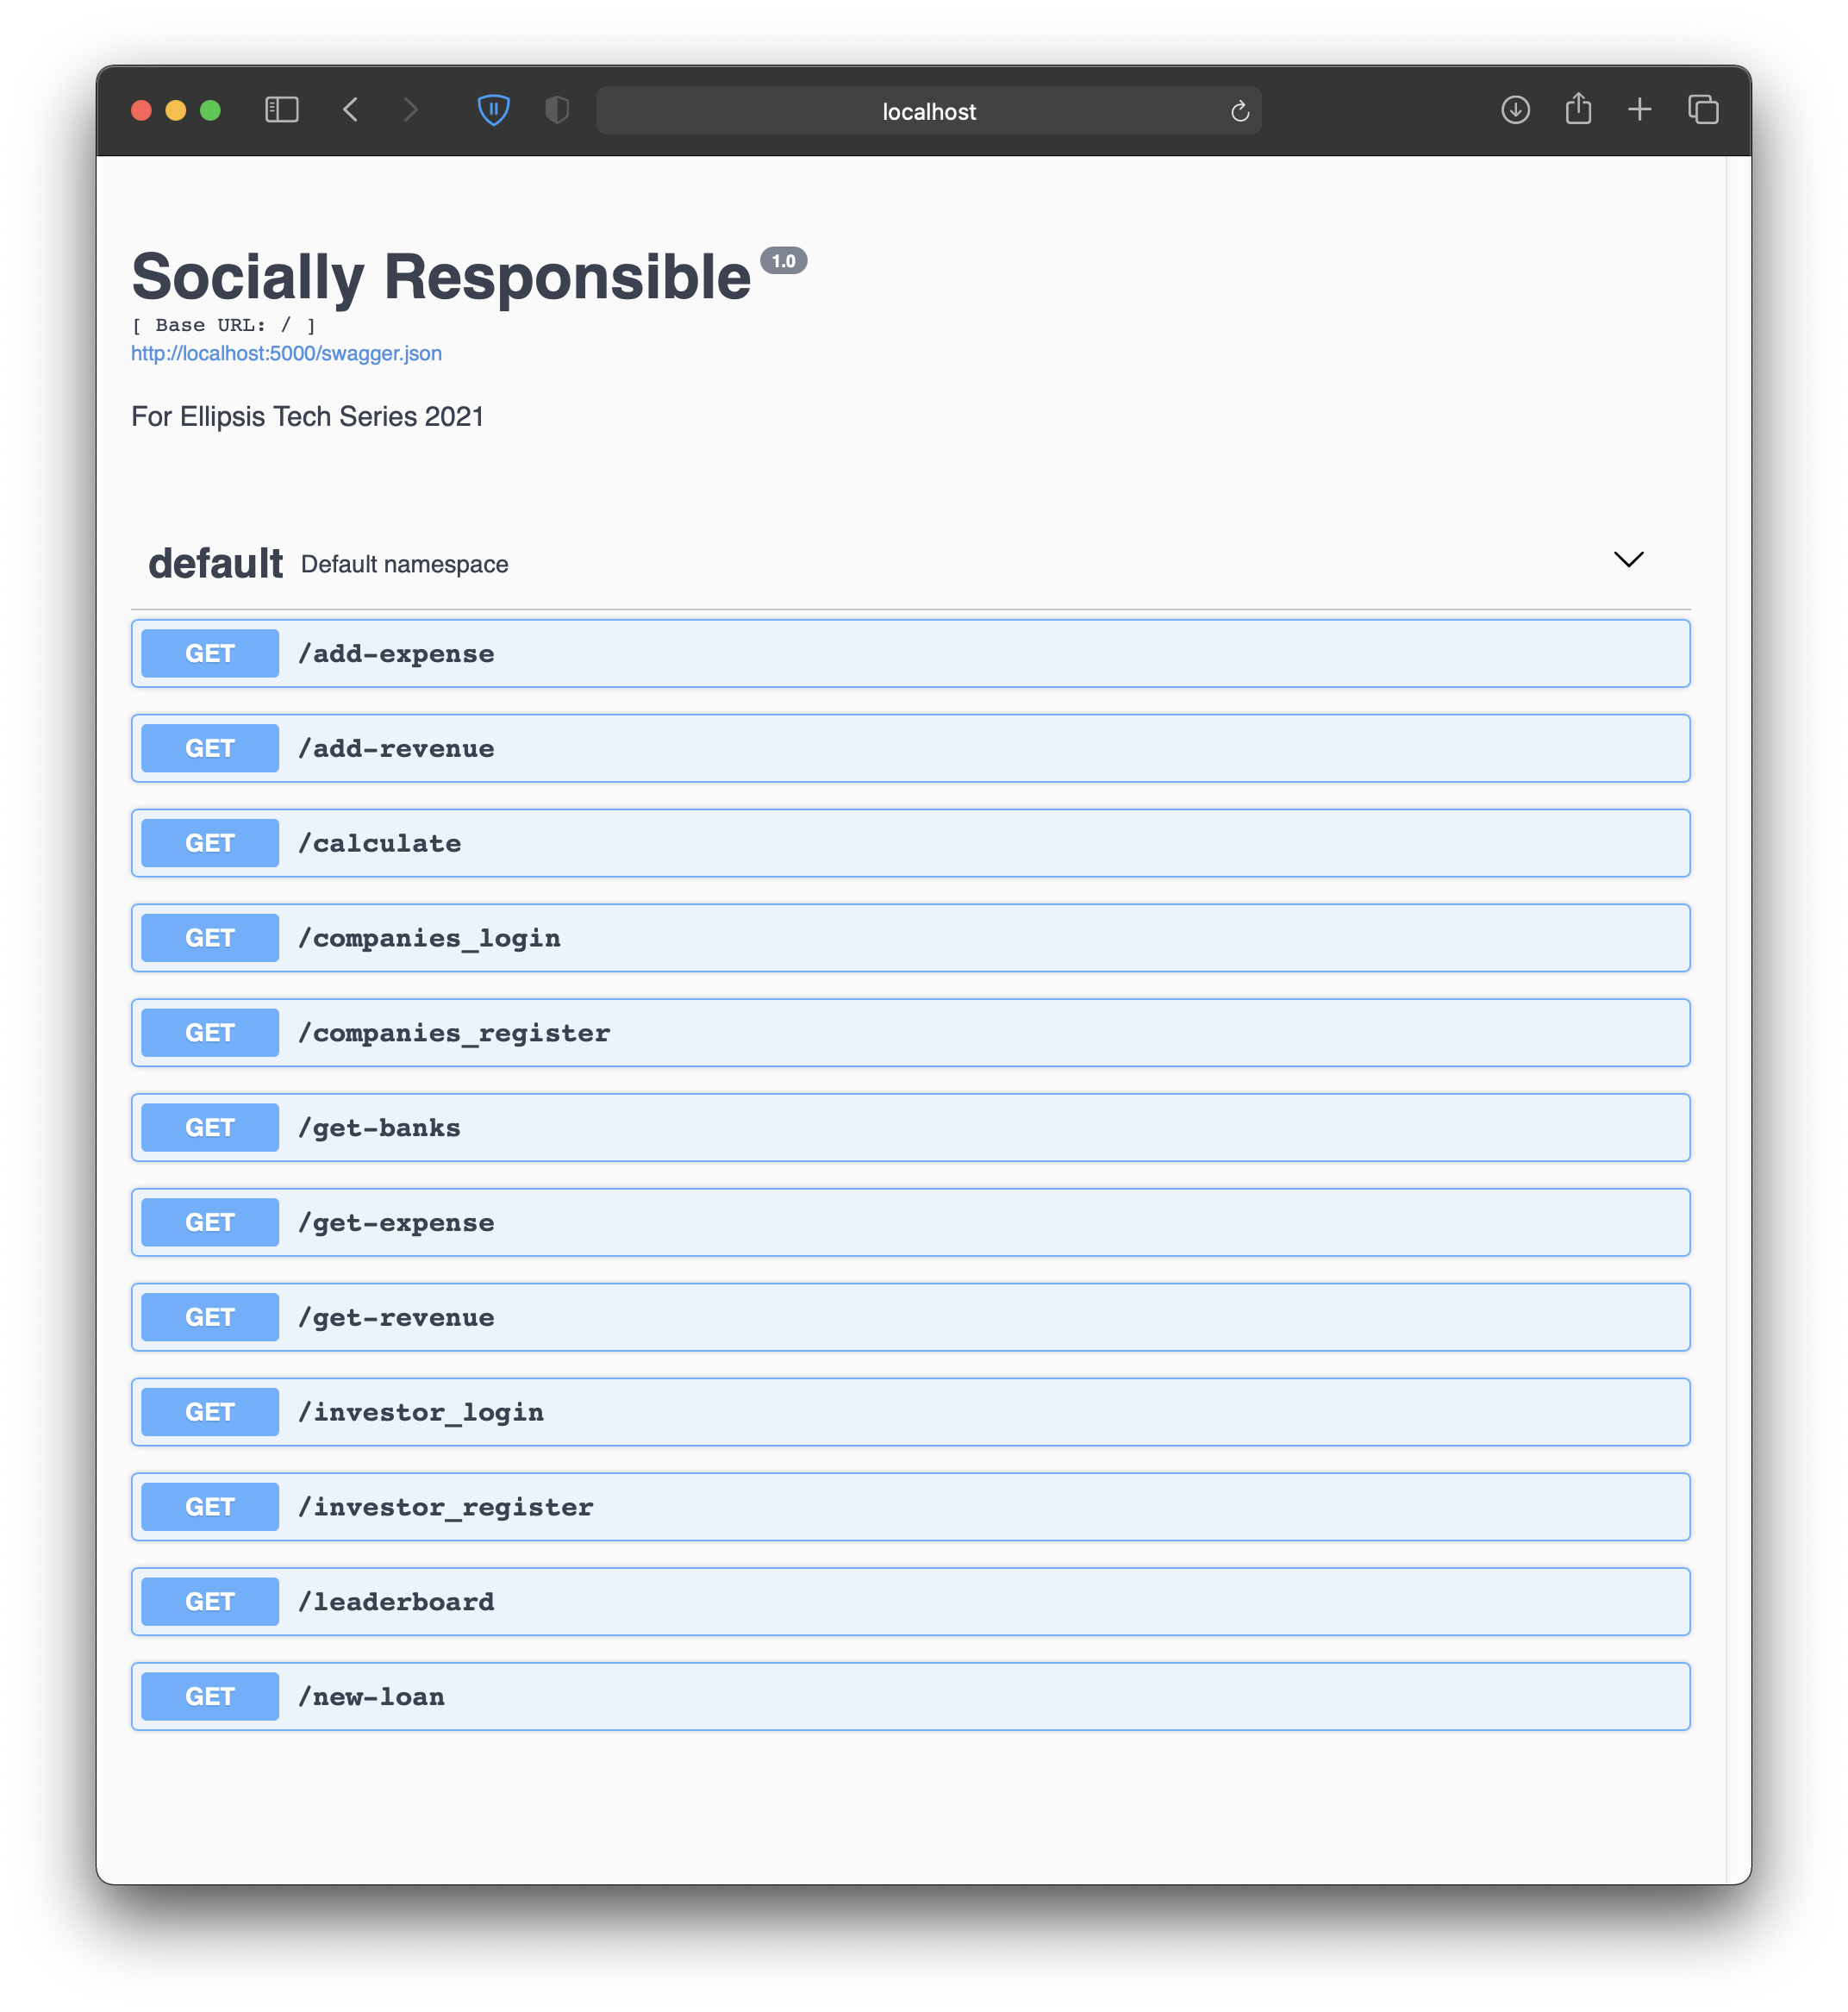 localhost
Socially Responsible 1.0
[ Base URL: / ]
http://localhost:5000/swagger.json
For Ellipsis Tech Series 2021
default Default namespace
GET /add-expense
GET /add-revenue
GET /calculate
GET /companies_login
GET /companies_register
GET /get-banks
GET /get-expense
GET /get-revenue
GET /investor_login
GET /investor_register
GET /leaderboard
GET /new-loan